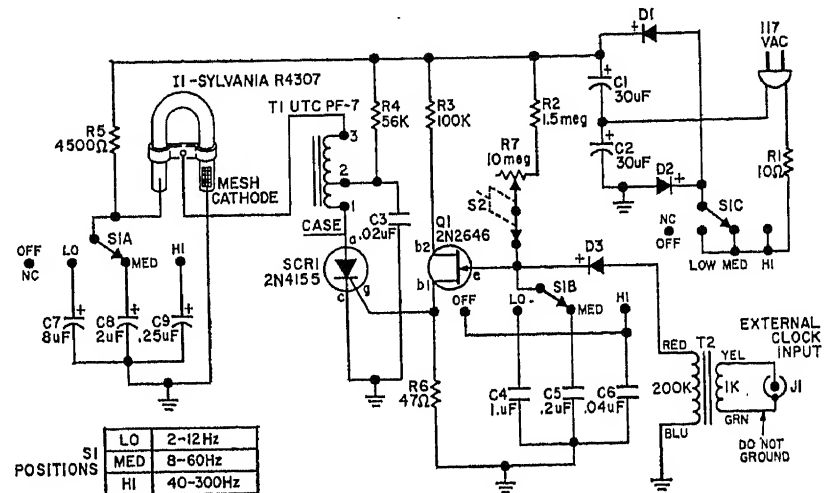 D1
117
VAC
I1-SYLVANIA R4307
T1 UTC PF-7
C1
30uF
R4
56K
R3
100K
R2
1.5meg
R5
4500Ω
3
R7
10meg
C2
30uF
D2
R1
10Ω
2
MESH
CATHODE
1
S2
CASE
C3
.02uF
Q1
2N2646
S1C
S1A
b2
NC
OFF
OFF
NC
LO
MED
HI
a
SCR1
2N4155
c
g
b1
e
D3
LOW
MED
HI
OFF
LO
S1B
MED
HI
T2
EXTERNAL
CLOCK
INPUT
C7
8uF
C8
2uF
C9
.25uF
RED
YEL
R6
47Ω
C4
1.uF
C5
.2uF
C6
.04uF
200K
1K
J1
BLU
GRN
DO NOT
GROUND
S1
POSITIONS
LO 2-12Hz
MED 8-60Hz
HI 40-300Hz